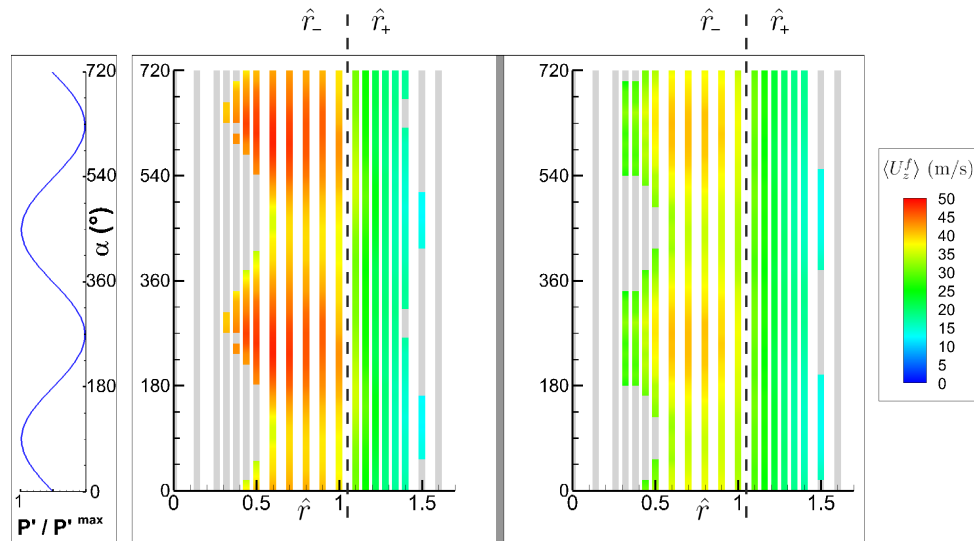 r̂₋ r̂₊ r̂₋ r̂₊
720 720 720
540 540 540
α (°)
360 360 360
180 180 180
0 0 0
1
P' / P' max
0 0.5 1 1.5
r̂
0 0.5 1 1.5
r̂
⟨U_z^f⟩ (m/s)
50
45
40
35
30
25
20
15
10
5
0